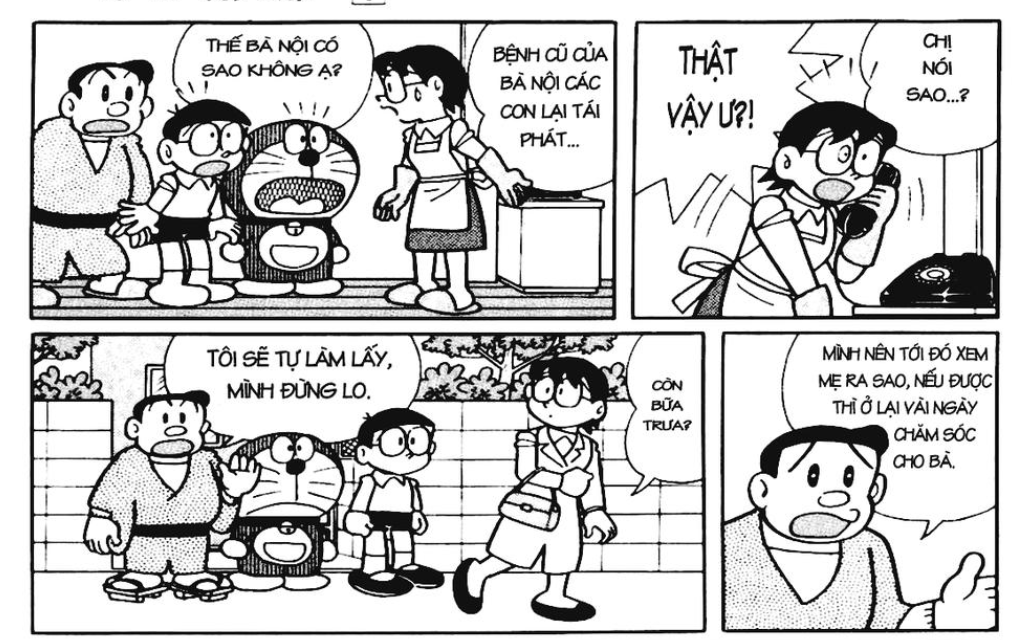 CHỊ
NÓI
SAO...?
THẬT
VẬY Ư?!
BỆNH CŨ CỦA
BÀ NỘI CÁC
CON LẠI TÁI
PHÁT...
THẾ BÀ NỘI CÓ
SAO KHÔNG Ạ?
MÌNH NÊN TỚI ĐÓ XEM
MẸ RA SAO, NẾU ĐƯỢC
THÌ Ở LẠI VÀI NGÀY
CHĂM SÓC
CHO BÀ.
CÒN
BỮA
TRƯA?
TÔI SẼ TỰ LÀM LẤY,
MÌNH ĐỪNG LO.